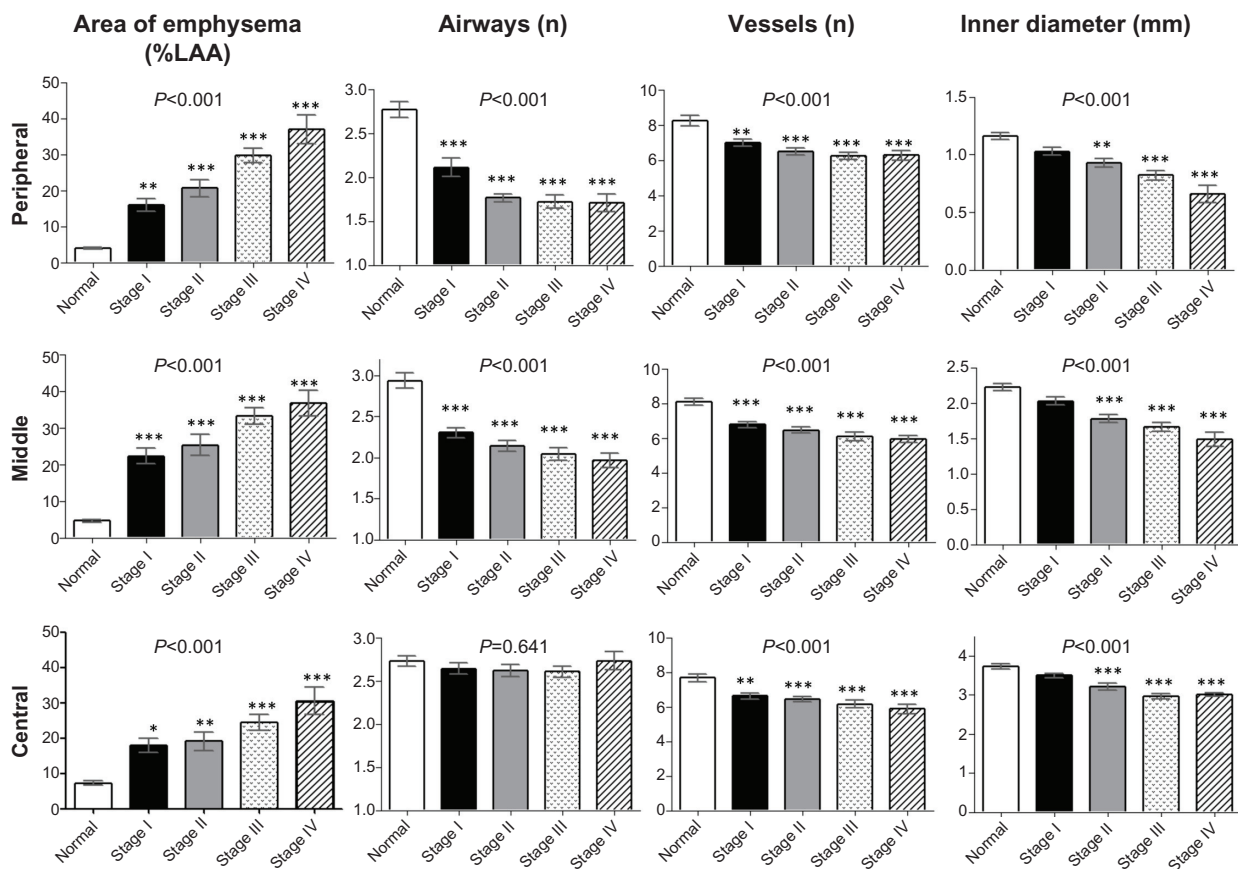 Area of emphysema
(%LAA)
Airways (n)
Vessels (n)
Inner diameter (mm)
Peripheral
50
40
30
20
10
0
P<0.001
**
***
***
***
Normal
Stage I
Stage II
Stage III
Stage IV
3.0
2.5
2.0
1.5
1.0
P<0.001
***
***
***
***
Normal
Stage I
Stage II
Stage III
Stage IV
10
8
6
4
2
0
P<0.001
**
***
***
***
Normal
Stage I
Stage II
Stage III
Stage IV
1.5
1.0
0.5
0.0
P<0.001
**
***
***
Normal
Stage I
Stage II
Stage III
Stage IV
Middle
50
40
30
20
10
0
P<0.001
***
***
***
***
Normal
Stage I
Stage II
Stage III
Stage IV
3.0
2.5
2.0
1.5
1.0
P<0.001
***
***
***
***
Normal
Stage I
Stage II
Stage III
Stage IV
10
8
6
4
2
0
P<0.001
***
***
***
***
Normal
Stage I
Stage II
Stage III
Stage IV
2.5
2.0
1.5
1.0
0.5
0.0
P<0.001
***
***
***
Normal
Stage I
Stage II
Stage III
Stage IV
Central
50
40
30
20
10
0
P<0.001
*
**
***
***
Normal
Stage I
Stage II
Stage III
Stage IV
3.0
2.5
2.0
1.5
1.0
P=0.641
Normal
Stage I
Stage II
Stage III
Stage IV
10
8
6
4
2
0
P<0.001
**
***
***
***
Normal
Stage I
Stage II
Stage III
Stage IV
4
3
2
1
0
P<0.001
***
***
***
Normal
Stage I
Stage II
Stage III
Stage IV